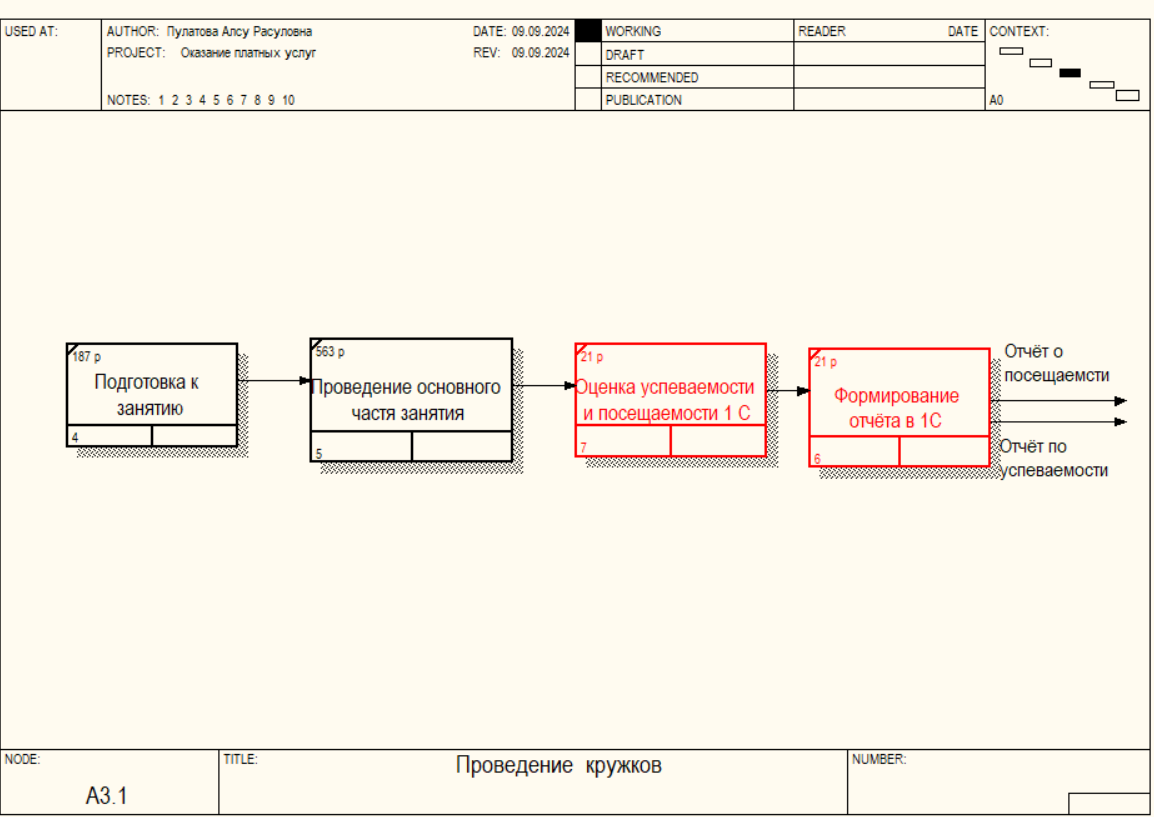 USED AT:
AUTHOR: Пулатова Алсу Расуловна
DATE: 09.09.2024
PROJECT: Оказание платных услуг
REV: 09.09.2024
NOTES: 1 2 3 4 5 6 7 8 9 10
WORKING
DRAFT
RECOMMENDED
PUBLICATION
READER DATE
CONTEXT:
A0
187 р
Подготовка к
занятию
4
563 р
Проведение основного
частя занятия
5
21 р
Оценка успеваемости
и посещаемости 1 С
7
21 р
Формирование
отчёта в 1С
6
Отчёт о
посещаемсти
Отчёт по
успеваемости
NODE:
A3.1
TITLE:
Проведение кружков
NUMBER: